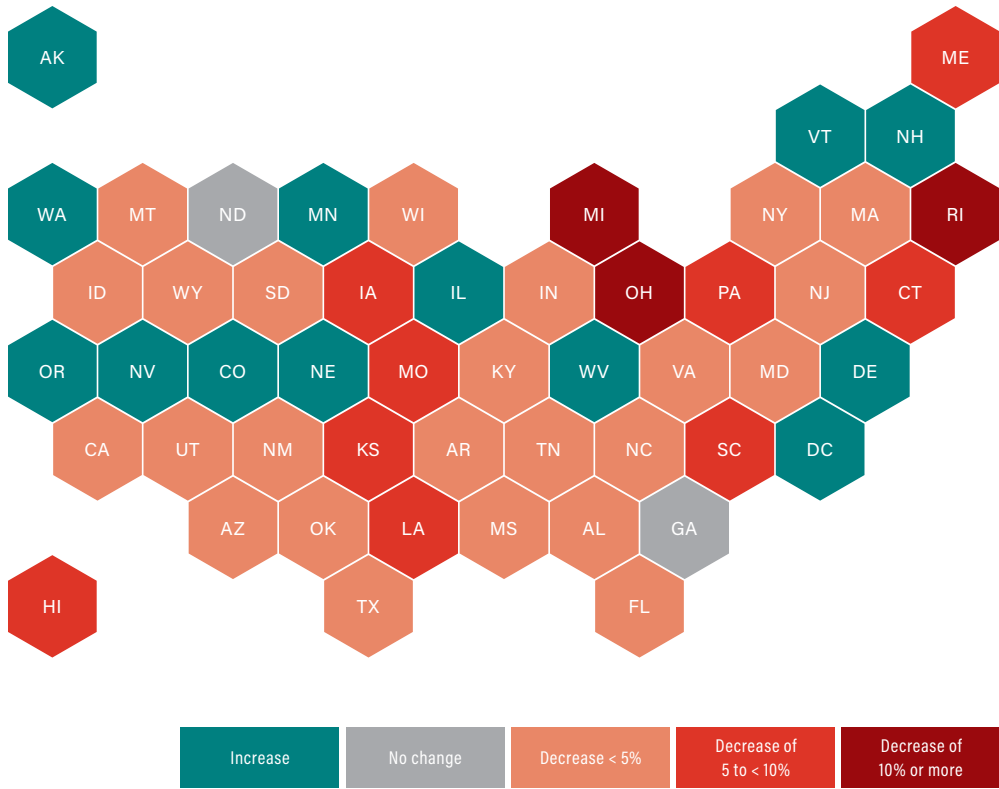 AK
ME
VT NH
WA MT ND MN WI MI NY MA RI
ID WY SD IA IL IN OH PA NJ CT
OR NV CO NE MO KY WV VA MD DE
CA UT NM KS AR TN NC SC DC
AZ OK LA MS AL GA
HI TX FL
Increase
No change
Decrease < 5%
Decrease of
5 to < 10%
Decrease of
10% or more